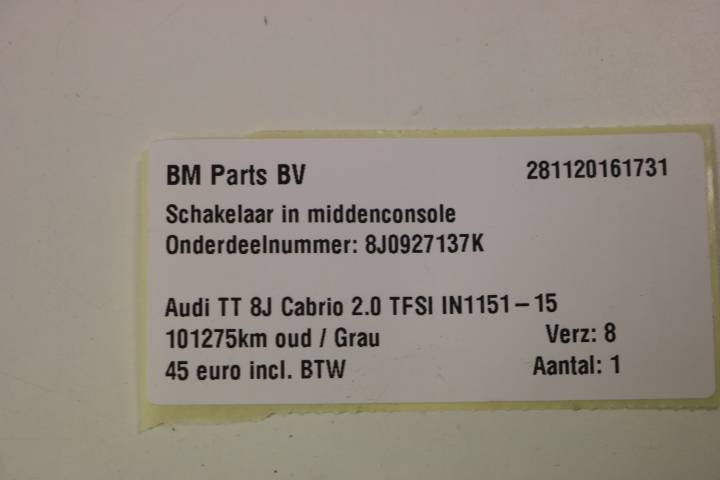 BM Parts BV 281120161731
Schakelaar in middenconsole
Onderdeelnummer: 8J0927137K
Audi TT 8J Cabrio 2.0 TFSI IN1151-15
101275km oud / Grau Verz: 8
45 euro incl. BTW Aantal: 1